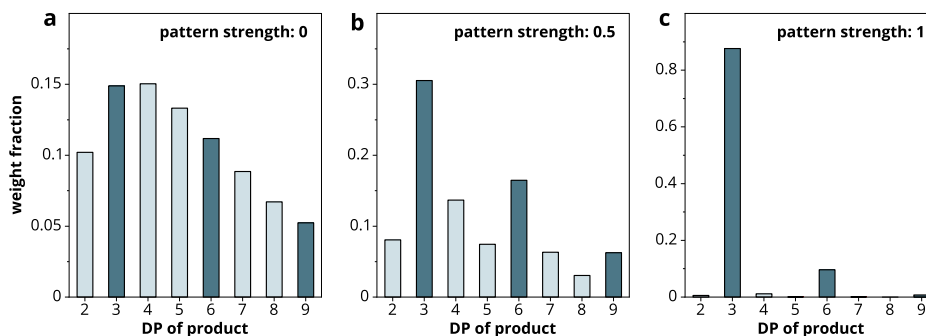 a
pattern strength: 0
weight fraction
0.15
0.1
0.05
0
2 3 4 5 6 7 8 9
DP of product
b
pattern strength: 0.5
0.3
0.2
0.1
0
2 3 4 5 6 7 8 9
DP of product
c
pattern strength: 1
0.8
0.6
0.4
0.2
0
2 3 4 5 6 7 8 9
DP of product